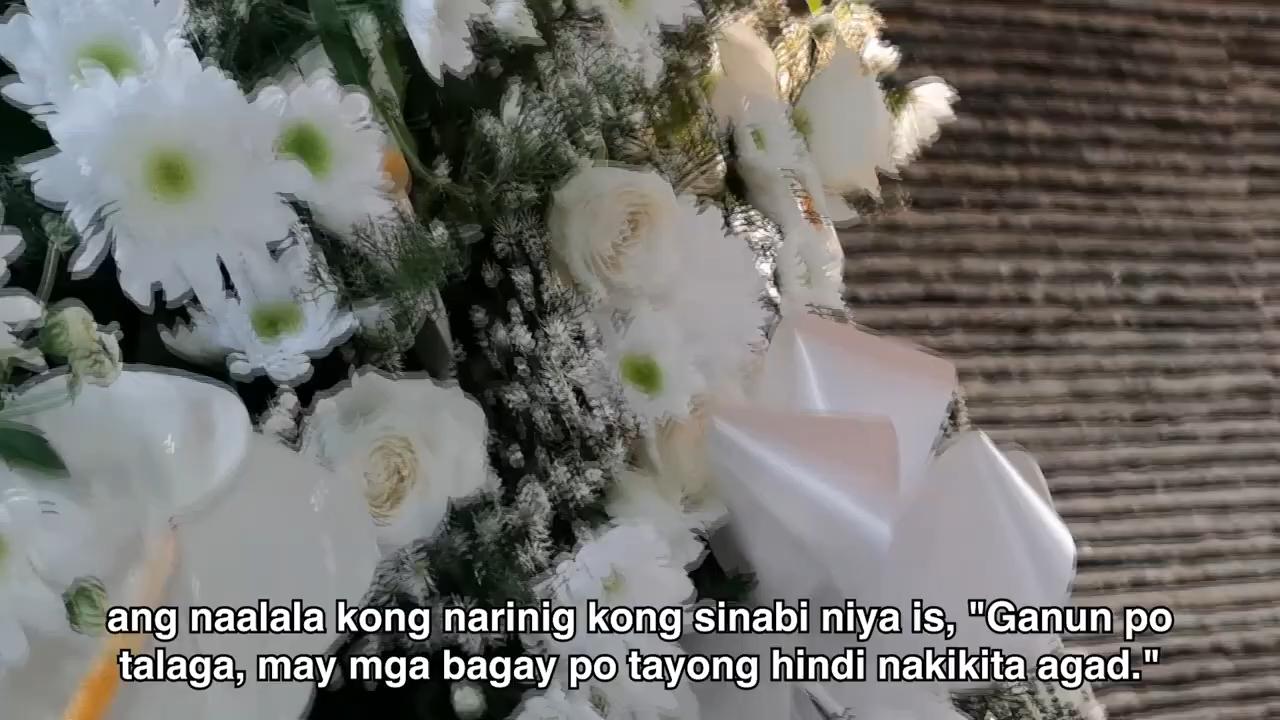 ang naalala kong narinig kong sinabi niya is, "Ganun po
talaga, may mga bagay po tayong hindi nakikita agad."